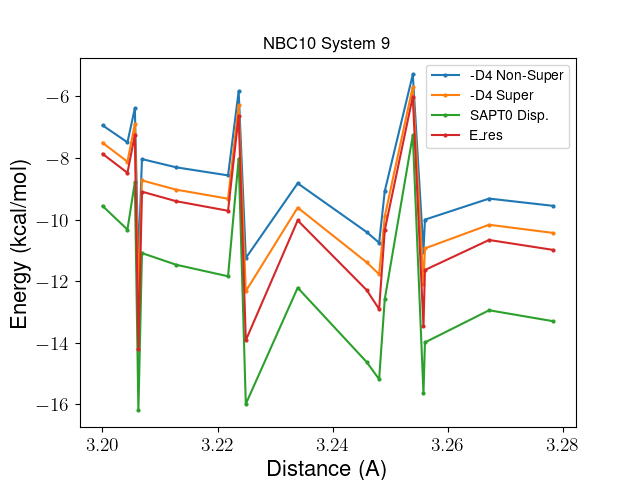 NBC10 System 9
-D4 Non-Super
-D4 Super
SAPT0 Disp.
E_res
Energy (kcal/mol)
−6
−8
−10
−12
−14
−16
3.20 3.22 3.24 3.26 3.28
Distance (A)